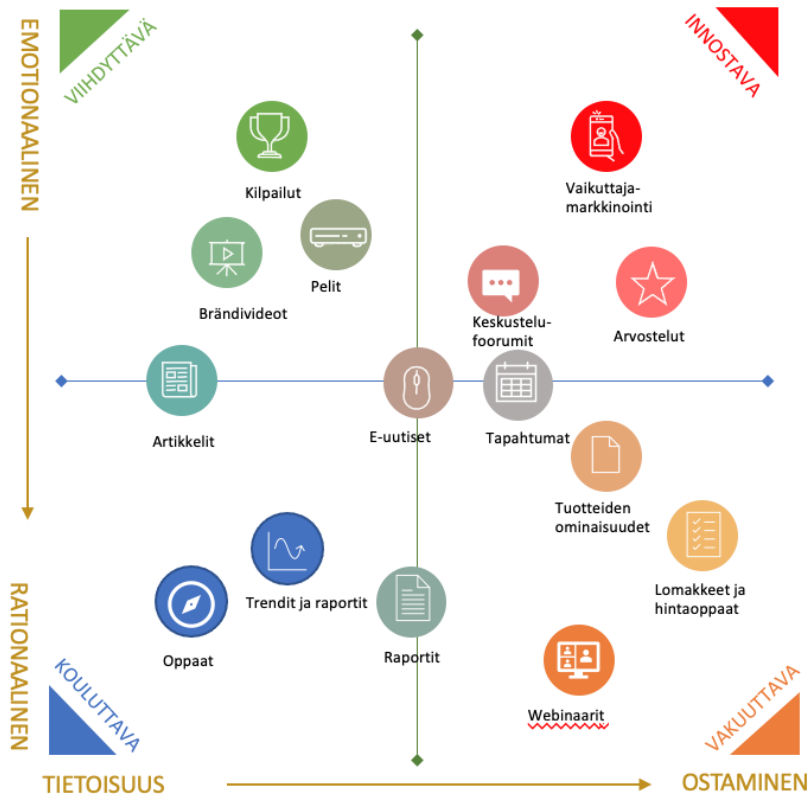 EMOTIONAALINEN
VIIHDYTTÄVÄ
INNOSTAVA
Kilpailut
Vaikuttaja-
markkinointi
Brändivideot
Pelit
Keskustelu-
foorumit
Arvostelut
Artikkelit
E-uutiset
Tapahtumat
Tuotteiden
ominaisuudet
Trendit ja raportit
Lomakkeet ja
hintaoppaat
Oppaat
Raportit
Webinaarit
RATIONAALINEN
KOULUTTAVA
VAKUUTTAVA
TIETOISUUS
OSTAMINEN